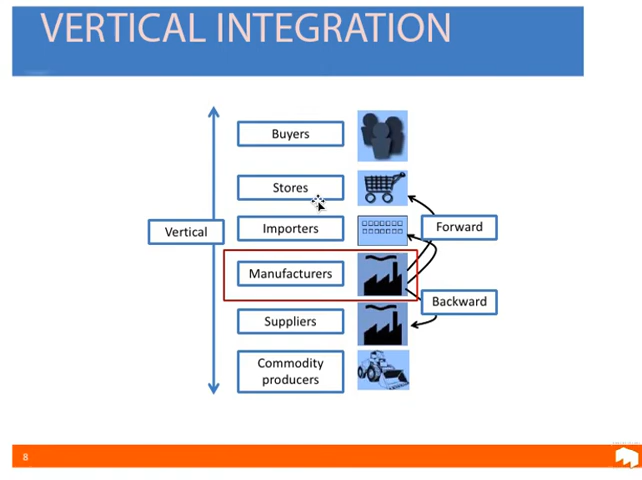 VERTICAL INTEGRATION
Buyers
Stores
Vertical
Importers
Forward
Manufacturers
Backward
Suppliers
Commodity
producers
8